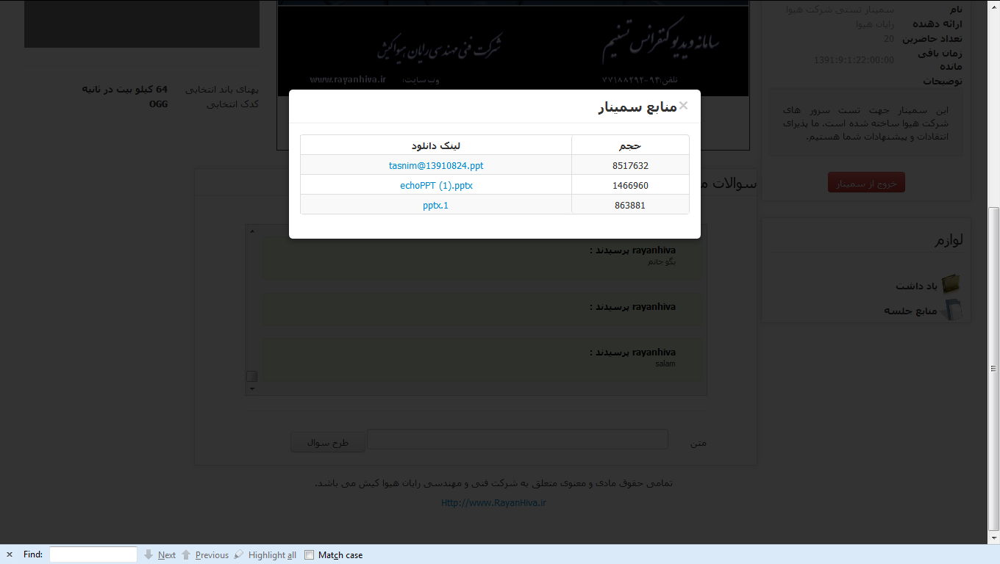 نام سمینار تستی شرکت هیوا
ارائه دهنده رایان هیوا
تعداد حاضرین 20
زمان باقی مانده 1391:9:1:22:00:00
توضیحات
این سمینار جهت تست سرور های
شرکت هیوا ساخته شده است، ما پذیرای
انتقادات و پیشنهادات شما هستیم.
خروج از سمینار
لوازم
یاد داشت
منابع جلسه
سامانه ویدیو کنفرانس تسنیم
شرکت فنی مهندسی رایان هیوا کیش
تلفن:۹۳-۷۷۱۸۸۲۹۲
وب سایت: www.rayanhiva.ir
پهنای باند انتخابی 64 کیلو بیت در ثانیه
کدک انتخابی OGG
منابع سمینار ×
حجم لینک دانلود
8517632 tasnim@13910824.ppt
1466960 echoPPT (1).pptx
863881 pptx.1
سوالات م
rayanhiva پرسیدند :
بگو جانم
rayanhiva پرسیدند :
rayanhiva پرسیدند :
salam
متن طرح سوال
تمامی حقوق مادی و معنوی متعلق به شرکت فنی و مهندسی رایان هیوا کیش می باشد.
Http://www.RayanHiva.ir
× Find: Next Previous Highlight all Match case